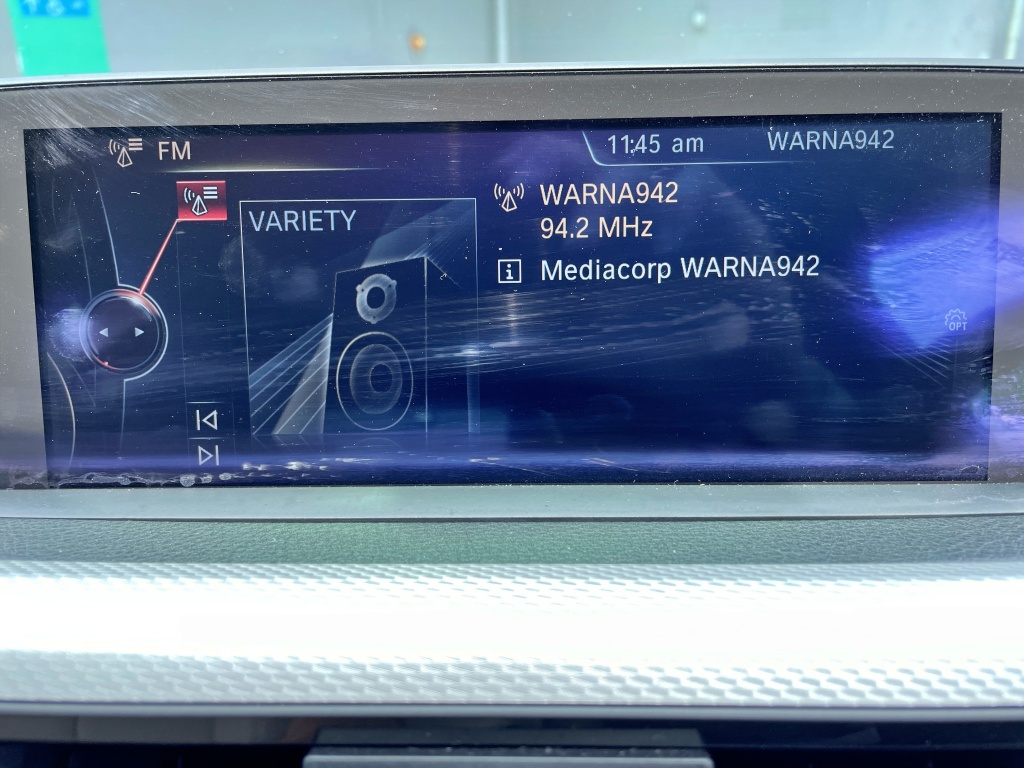 FM
11:45 am
WARNA942
VARIETY
WARNA942
94.2 MHz
Mediacorp WARNA942
OPT